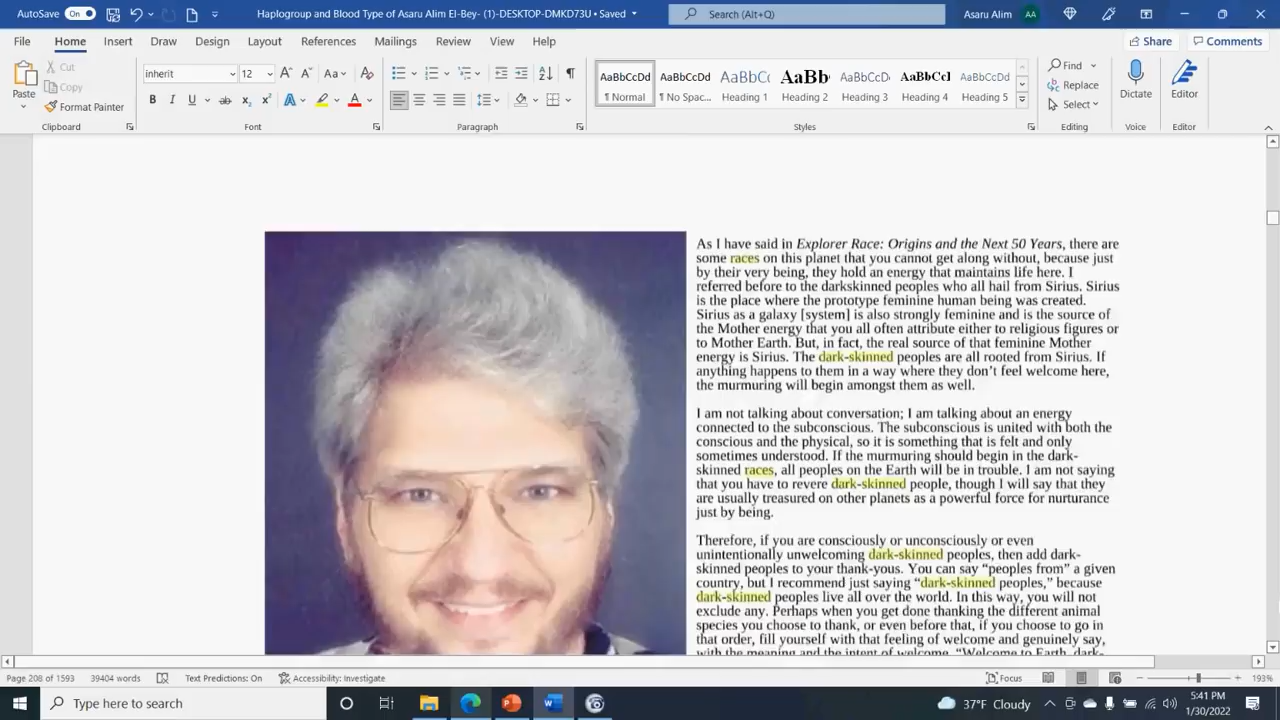 AutoSave On Haplogroup and Blood Type of Asaru Alim El-Bey- (1)-DESKTOP-DMKD73U • Saved Search (Alt+Q) Asaru Alim AA
File Home Insert Draw Design Layout References Mailings Review View Help Share Comments
Paste Cut Copy Format Painter
inherit 12
AaBbCcDd AaBbCcDd AaBbCc AaBb AaBbCcDd AaBbCcI AaBbCcDd
¶ Normal ¶ No Spac... Heading 1 Heading 2 Heading 3 Heading 4 Heading 5
Find Replace Select Dictate Editor
Clipboard Font Paragraph Styles Editing Voice Editor
As I have said in Explorer Race: Origins and the Next 50 Years, there are
some races on this planet that you cannot get along without, because just
by their very being, they hold an energy that maintains life here. I
referred before to the darkskinned peoples who all hail from Sirius. Sirius
is the place where the prototype feminine human being was created.
Sirius as a galaxy [system] is also strongly feminine and is the source of
the Mother energy that you all often attribute either to religious figures or
to Mother Earth. But, in fact, the real source of that feminine Mother
energy is Sirius. The dark-skinned peoples are all rooted from Sirius. If
anything happens to them in a way where they don't feel welcome here,
the murmuring will begin amongst them as well.
I am not talking about conversation; I am talking about an energy
connected to the subconscious. The subconscious is united with both the
conscious and the physical, so it is something that is felt and only
sometimes understood. If the murmuring should begin in the dark-
skinned races, all peoples on the Earth will be in trouble. I am not saying
that you have to revere dark-skinned people, though I will say that they
are usually treasured on other planets as a powerful force for nurturance
just by being.
Therefore, if you are consciously or unconsciously or even
unintentionally unwelcoming dark-skinned peoples, then add dark-
skinned peoples to your thank-yous. You can say “peoples from” a given
country, but I recommend just saying “dark-skinned peoples,” because
dark-skinned peoples live all over the world. In this way, you will not
exclude any. Perhaps when you get done thanking the different animal
species you choose to thank, or even before that, if you choose to go in
that order, fill yourself with that feeling of welcome and genuinely say,
with the meaning and the intent of welcome, “Welcome to Earth, dark-
Page 208 of 1593 39404 words Text Predictions: On Accessibility: Investigate Focus 193%
Type here to search 37°F Cloudy 5:41 PM
1/30/2022